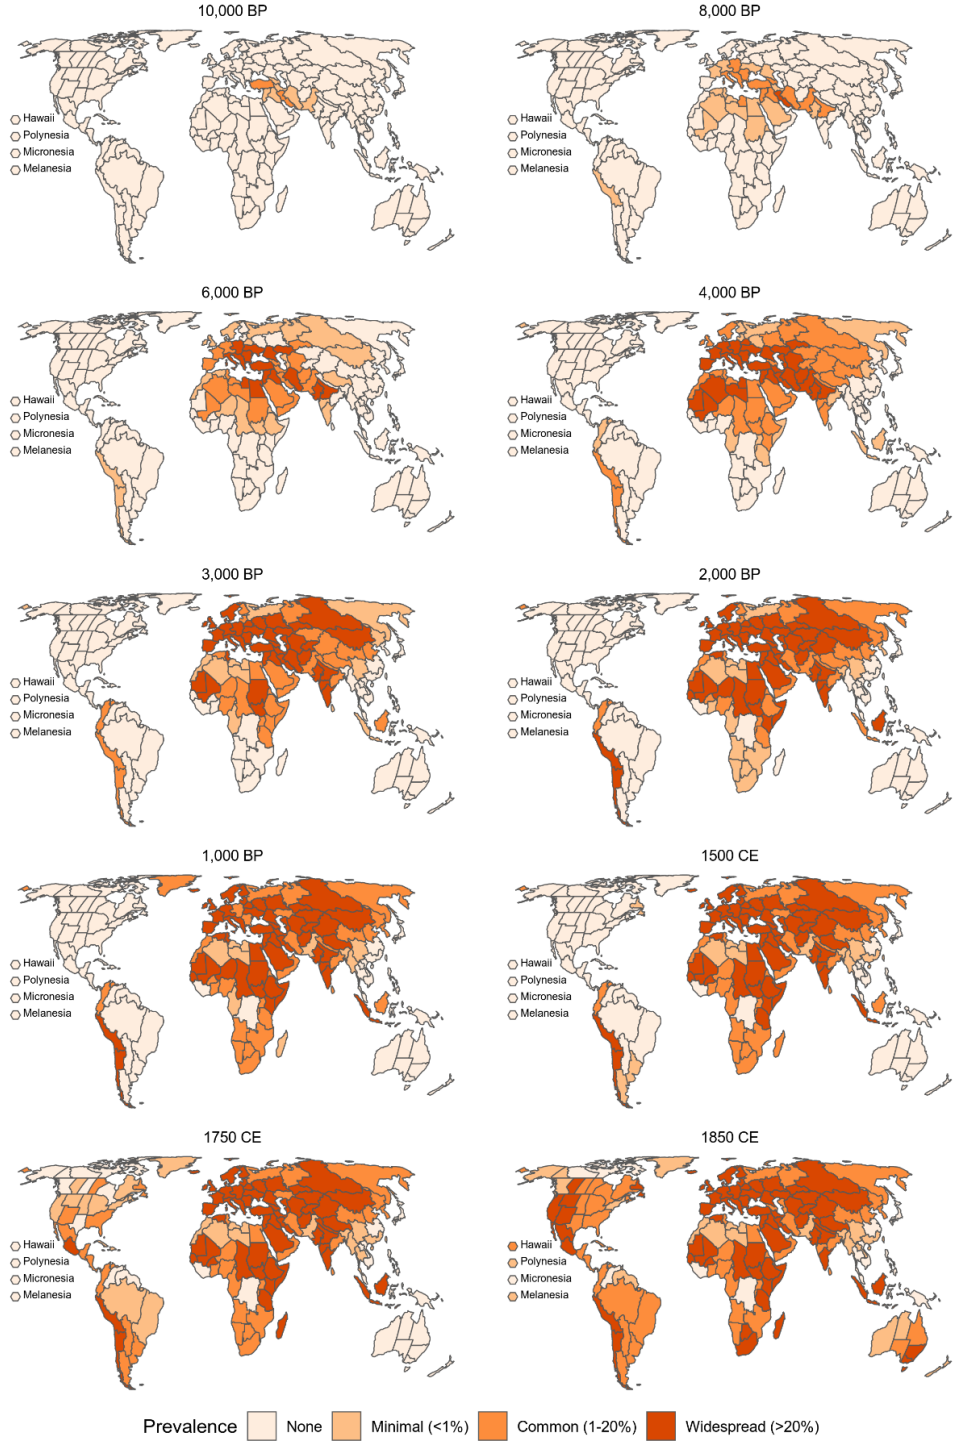 10,000 BP
8,000 BP
Hawaii
Polynesia
Micronesia
Melanesia
Hawaii
Polynesia
Micronesia
Melanesia
6,000 BP
4,000 BP
Hawaii
Polynesia
Micronesia
Melanesia
Hawaii
Polynesia
Micronesia
Melanesia
3,000 BP
2,000 BP
Hawaii
Polynesia
Micronesia
Melanesia
Hawaii
Polynesia
Micronesia
Melanesia
1,000 BP
1500 CE
Hawaii
Polynesia
Micronesia
Melanesia
Hawaii
Polynesia
Micronesia
Melanesia
1750 CE
1850 CE
Hawaii
Polynesia
Micronesia
Melanesia
Hawaii
Polynesia
Micronesia
Melanesia
Prevalence None Minimal (<1%) Common (1-20%) Widespread (>20%)